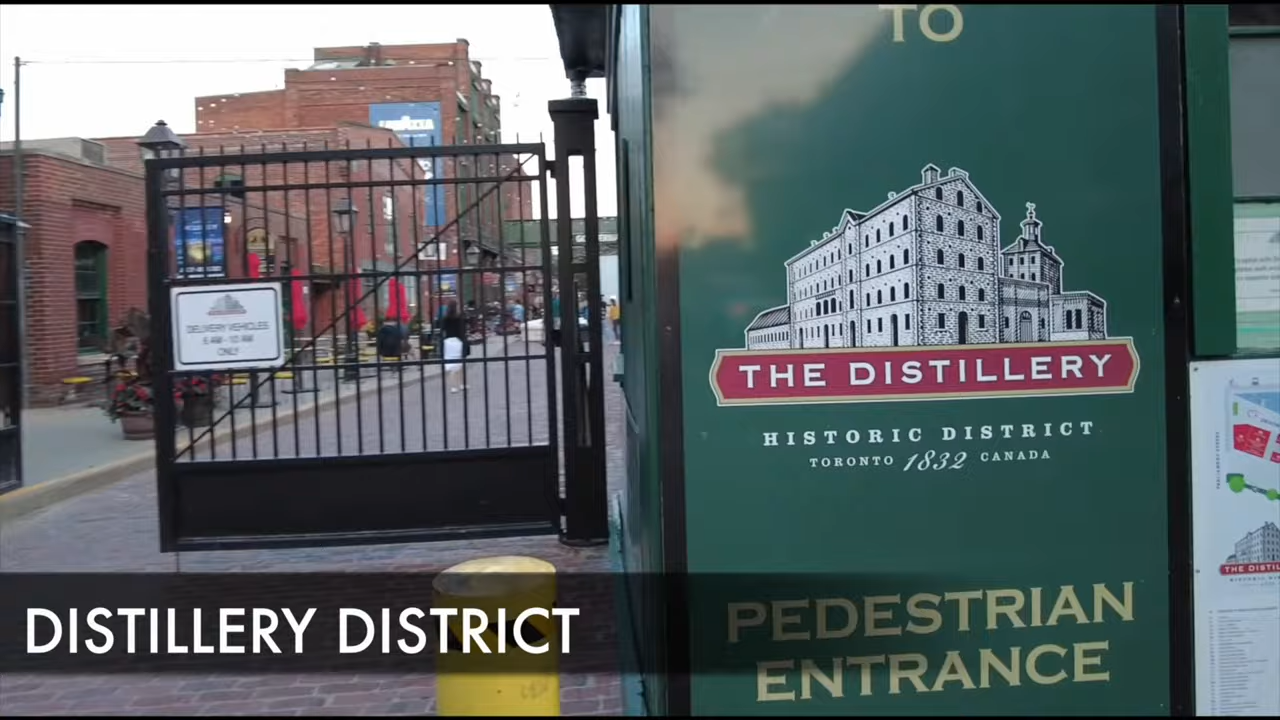 TO
THE DISTILLERY
HISTORIC DISTRICT
TORONTO 1832 CANADA
PEDESTRIAN
ENTRANCE
DELIVERY VEHICLES
6 AM - 10 AM
ONLY
DISTILLERY DISTRICT